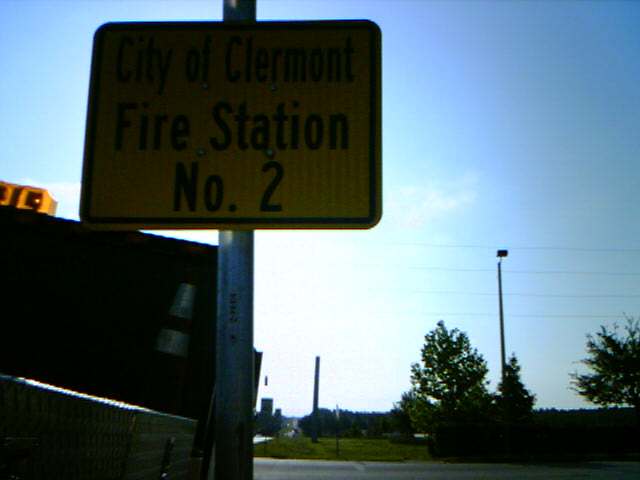 City of Clermont
Fire Station
No. 2